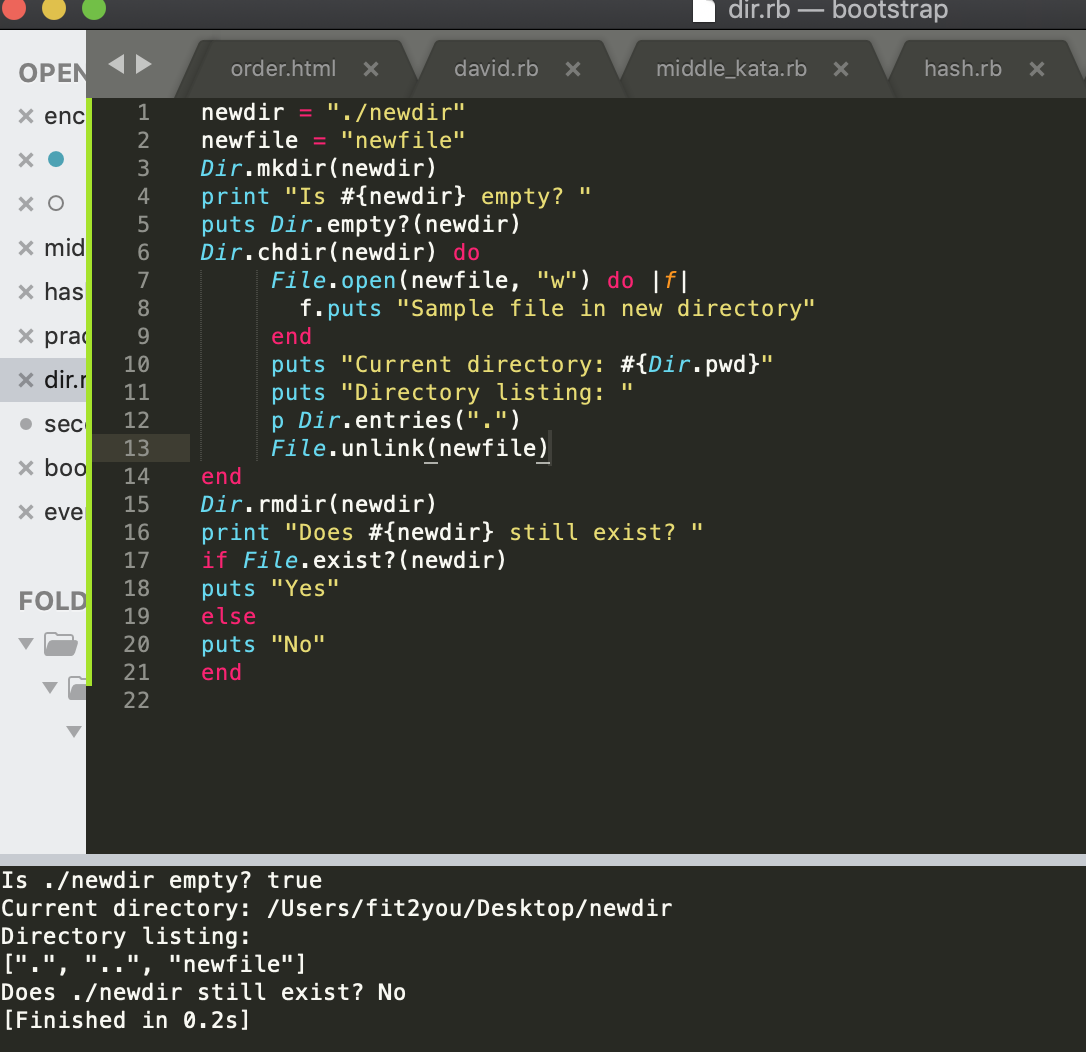 dir.rb — bootstrap
OPEN
order.html
david.rb
middle_kata.rb
hash.rb
enc
mid
has
prac
dir.r
sec
boo
eve
FOLD
1 newdir = "./newdir"
2 newfile = "newfile"
3 Dir.mkdir(newdir)
4 print "Is #{newdir} empty? "
5 puts Dir.empty?(newdir)
6 Dir.chdir(newdir) do
7 File.open(newfile, "w") do |f|
8 f.puts "Sample file in new directory"
9 end
10 puts "Current directory: #{Dir.pwd}"
11 puts "Directory listing: "
12 p Dir.entries(".")
13 File.unlink(newfile)
14 end
15 Dir.rmdir(newdir)
16 print "Does #{newdir} still exist? "
17 if File.exist?(newdir)
18 puts "Yes"
19 else
20 puts "No"
21 end
22
Is ./newdir empty? true
Current directory: /Users/fit2you/Desktop/newdir
Directory listing:
[".", "..", "newfile"]
Does ./newdir still exist? No
[Finished in 0.2s]